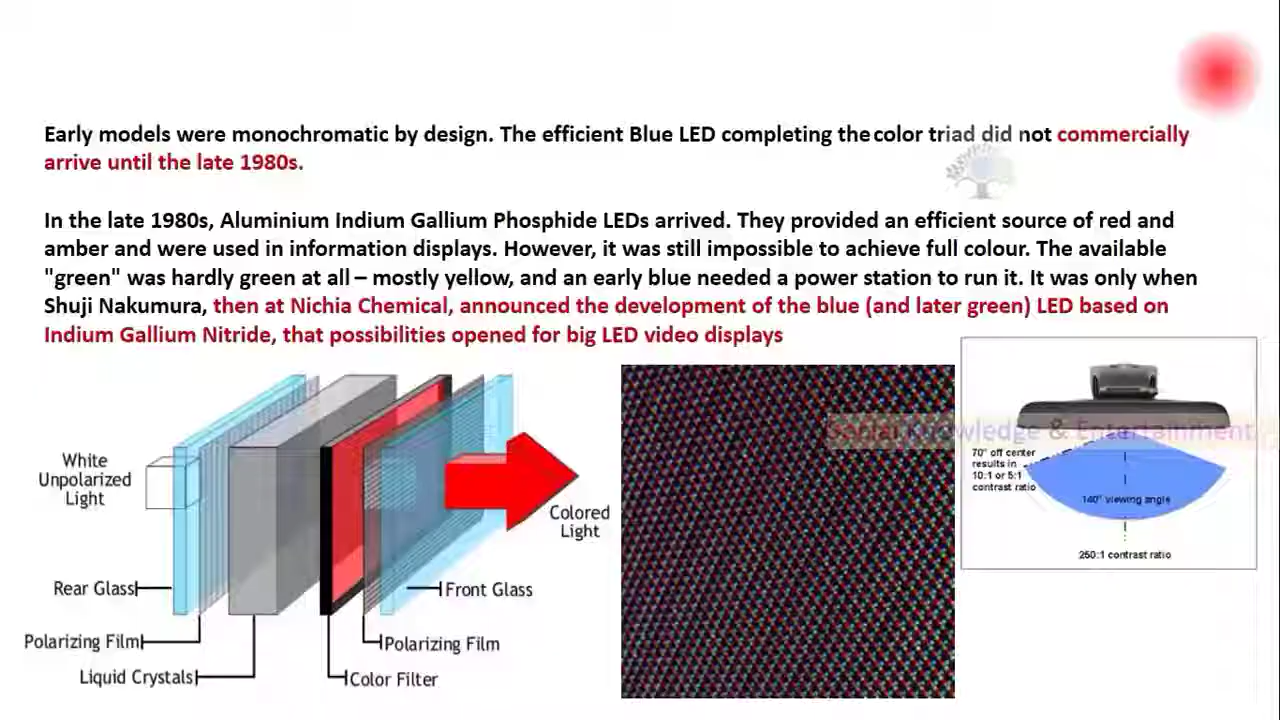 Early models were monochromatic by design. The efficient Blue LED completing the color triad did not commercially
arrive until the late 1980s.
In the late 1980s, Aluminium Indium Gallium Phosphide LEDs arrived. They provided an efficient source of red and
amber and were used in information displays. However, it was still impossible to achieve full colour. The available
"green" was hardly green at all – mostly yellow, and an early blue needed a power station to run it. It was only when
Shuji Nakumura, then at Nichia Chemical, announced the development of the blue (and later green) LED based on
Indium Gallium Nitride, that possibilities opened for big LED video displays
White
Unpolarized
Light
Rear Glass
Polarizing Film
Liquid Crystals
Color Filter
Polarizing Film
Front Glass
Colored
Light
Social Knowledge & Entertainment
70° off center
results in
10:1 or 5:1
contrast ratio
140° viewing angle
250:1 contrast ratio